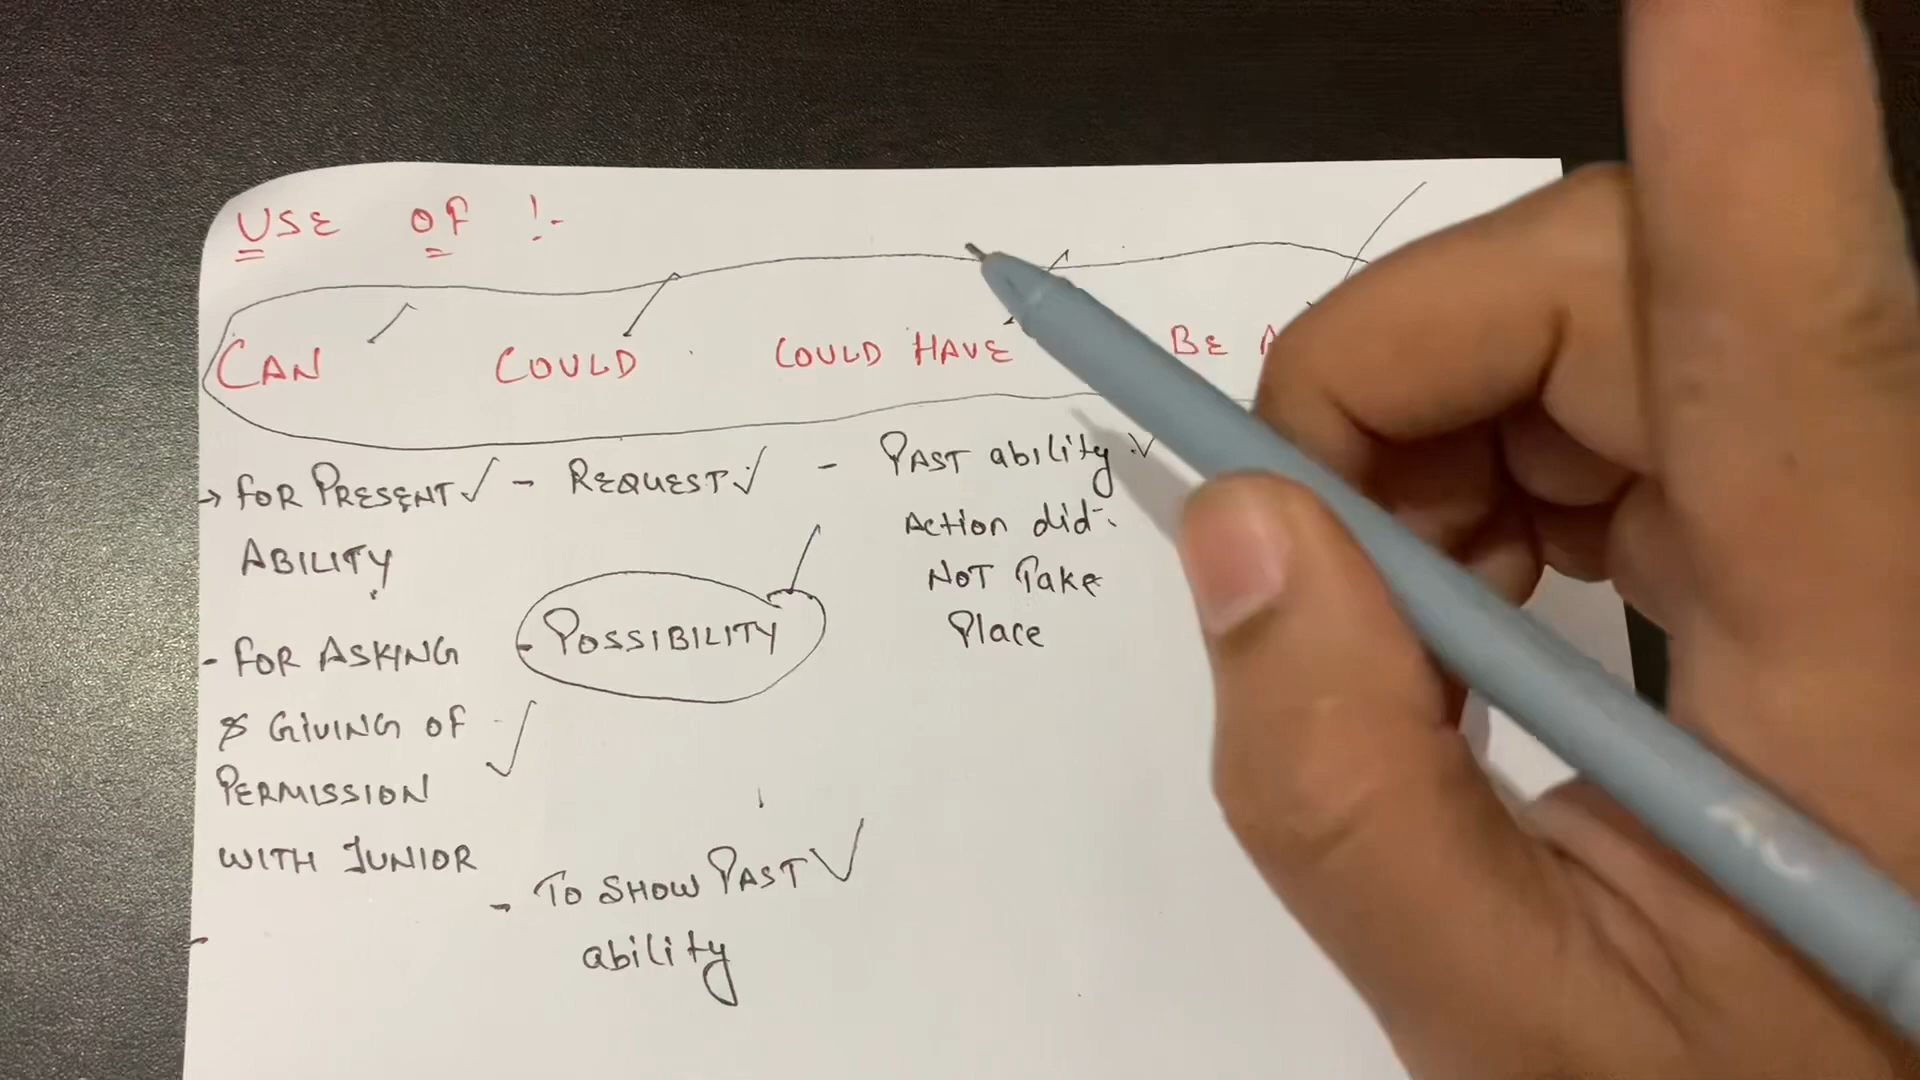 USE OF :-
CAN COULD COULD HAVE BE
→ FOR PRESENT ✓
ABILITY
- FOR ASKING
& GIVING OF
PERMISSION
WITH JUNIOR
- REQUEST ✓
- POSSIBILITY
- TO SHOW PAST ✓
ability
- PAST ability ✓
Action did
NOT Take
Place